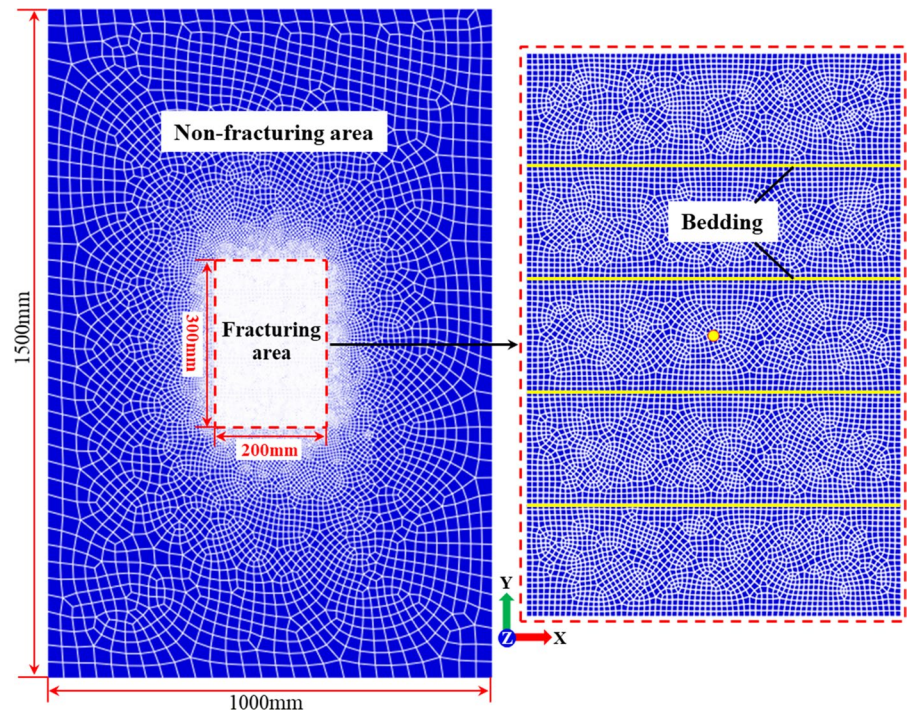 Non-fracturing area
Bedding
1500mm
300mm
Fracturing
area
200mm
1000mm
Y
Z
X